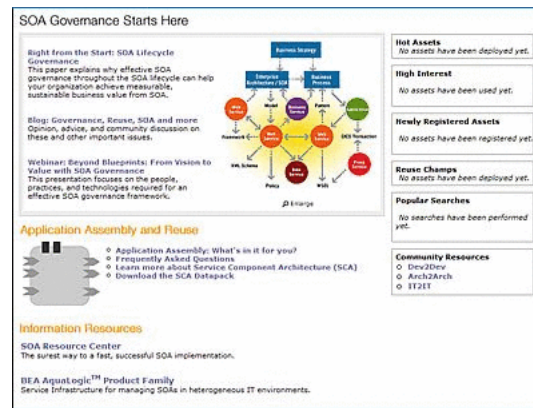 SOA Governance Starts Here
Right from the Start: SOA Lifecycle
Governance
This paper explains why effective SOA
governance throughout the SOA lifecycle can help
your organization achieve measurable,
sustainable business value from SOA.
Blog: Governance, Reuse, SOA and more
Opinion, advice, and community discussion on these
and other important issues.
Webinar: Beyond Blueprints: From Vision to
Value with SOA Governance
This presentation focuses on the people,
practices, and technologies required for an
effective SOA governance framework.
Business Strategy
Enterprise
Architecture / SOA
Business
Process
Model
Framework
XML Schema
Policy
WSDL
Enlarge
Hot Assets
No assets have been deployed yet.
High Interest
No assets have been used yet.
Newly Registered Assets
No assets have been registered yet.
Reuse Champs
No assets have been deployed yet.
Popular Searches
No searches have been performed
yet.
Community Resources
Dev2Dev
Arch2Arch
IT2IT
Application Assembly and Reuse
Application Assembly: What's in it for you?
Frequently Asked Questions
Learn more about Service Component Architecture (SCA)
Download the SCA Datapack
Information Resources
SOA Resource Center
The surest way to a fast, successful SOA implementation.
BEA AquaLogic™ Product Family
Service Infrastructure for managing SOAs in heterogeneous IT environments.